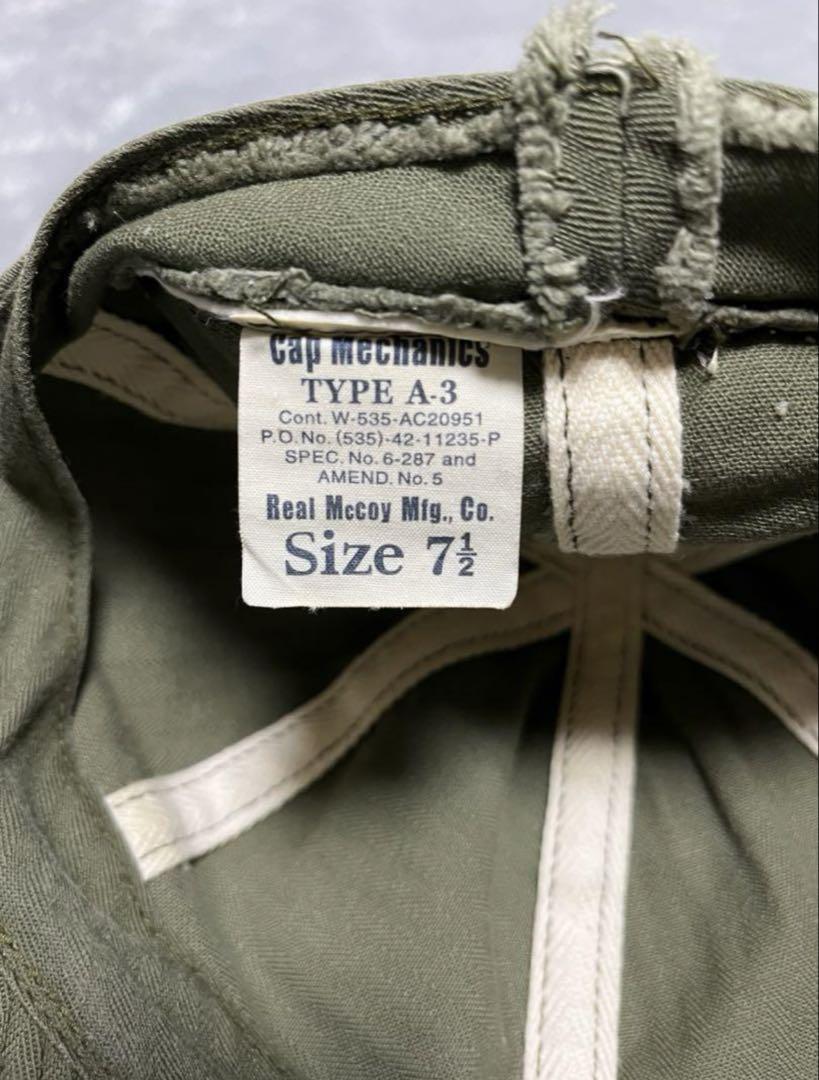 Cap Mechanics
TYPE A-3
Cont. W-535-AC20951
P.O. No. (535)-42-11235-P
SPEC. No. 6-287 and
AMEND. No. 5
Real McCoy Mfg., Co.
Size 7½